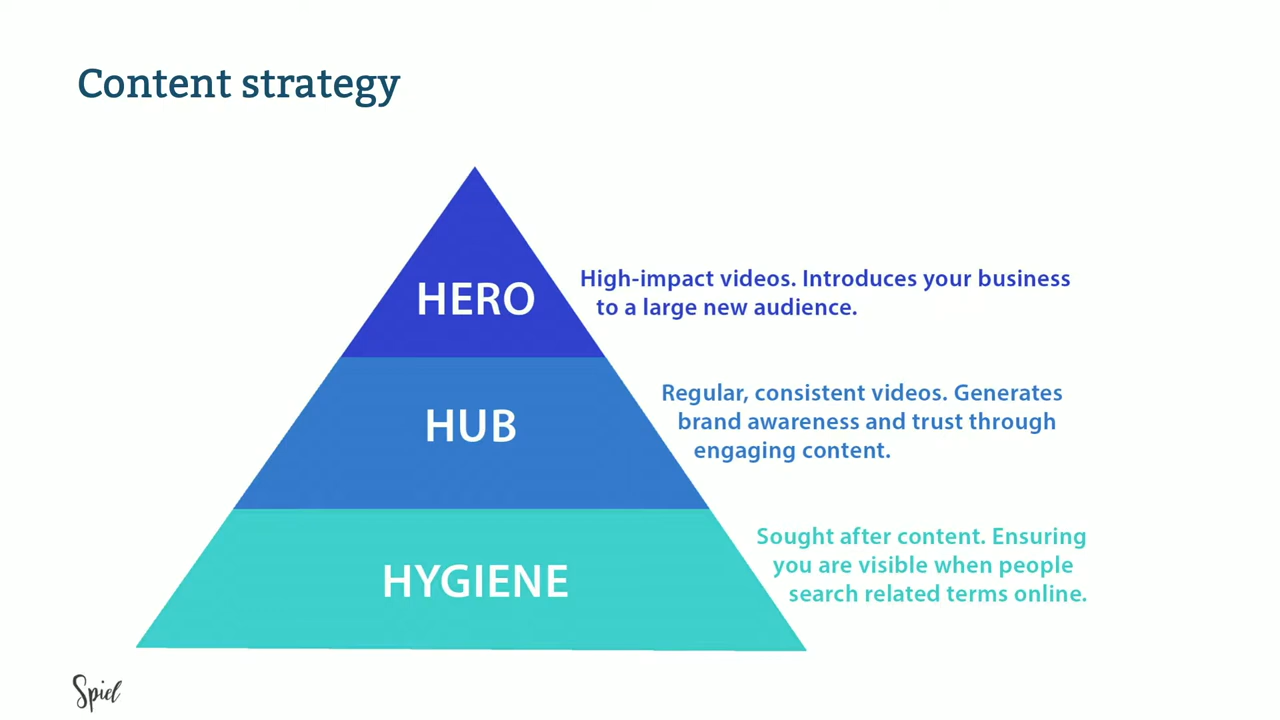 Content strategy
HERO
High-impact videos. Introduces your business
to a large new audience.
HUB
Regular, consistent videos. Generates
brand awareness and trust through
engaging content.
HYGIENE
Sought after content. Ensuring
you are visible when people
search related terms online.
Spiel